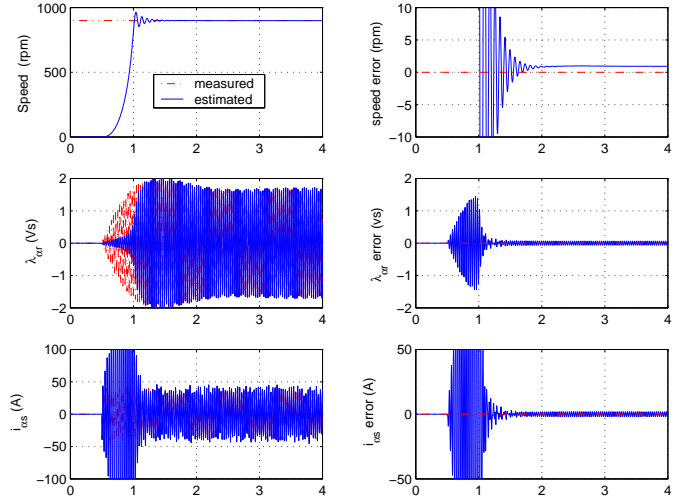 1000
500
0
Speed (rpm)
measured
estimated
0 1 2 3 4
10
5
0
−5
−10
speed error (rpm)
0 1 2 3 4
2
1
0
−1
−2
λαr (Vs)
0 1 2 3 4
2
1
0
−1
−2
λαr error (vs)
0 1 2 3 4
100
50
0
−50
−100
iαs (A)
0 1 2 3 4
50
0
−50
iαs error (A)
0 1 2 3 4